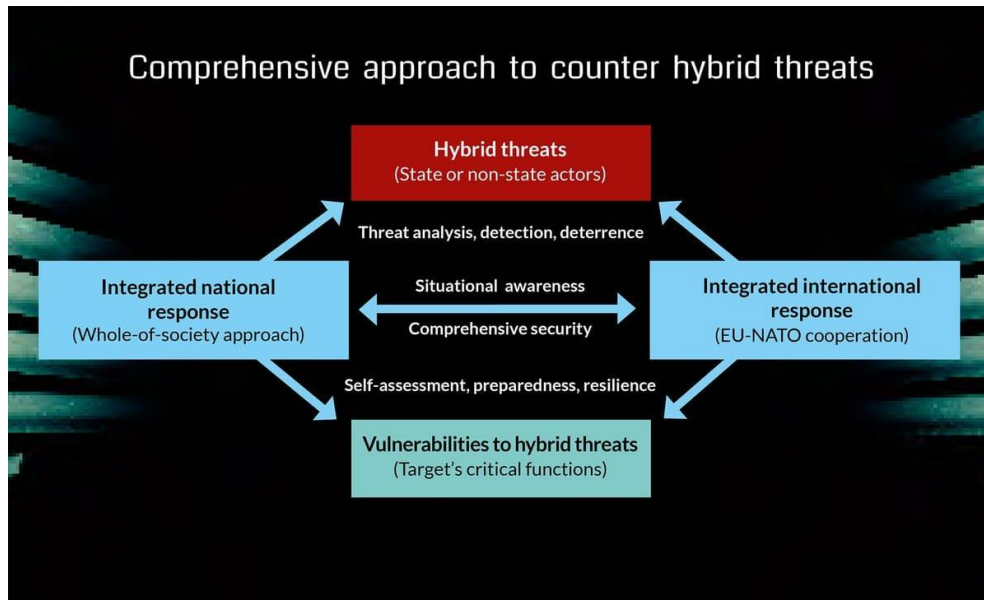 Comprehensive approach to counter hybrid threats
Hybrid threats
(State or non-state actors)
Threat analysis, detection, deterrence
Integrated national
response
(Whole-of-society approach)
Situational awareness
Comprehensive security
Integrated international
response
(EU-NATO cooperation)
Self-assessment, preparedness, resilience
Vulnerabilities to hybrid threats
(Target's critical functions)